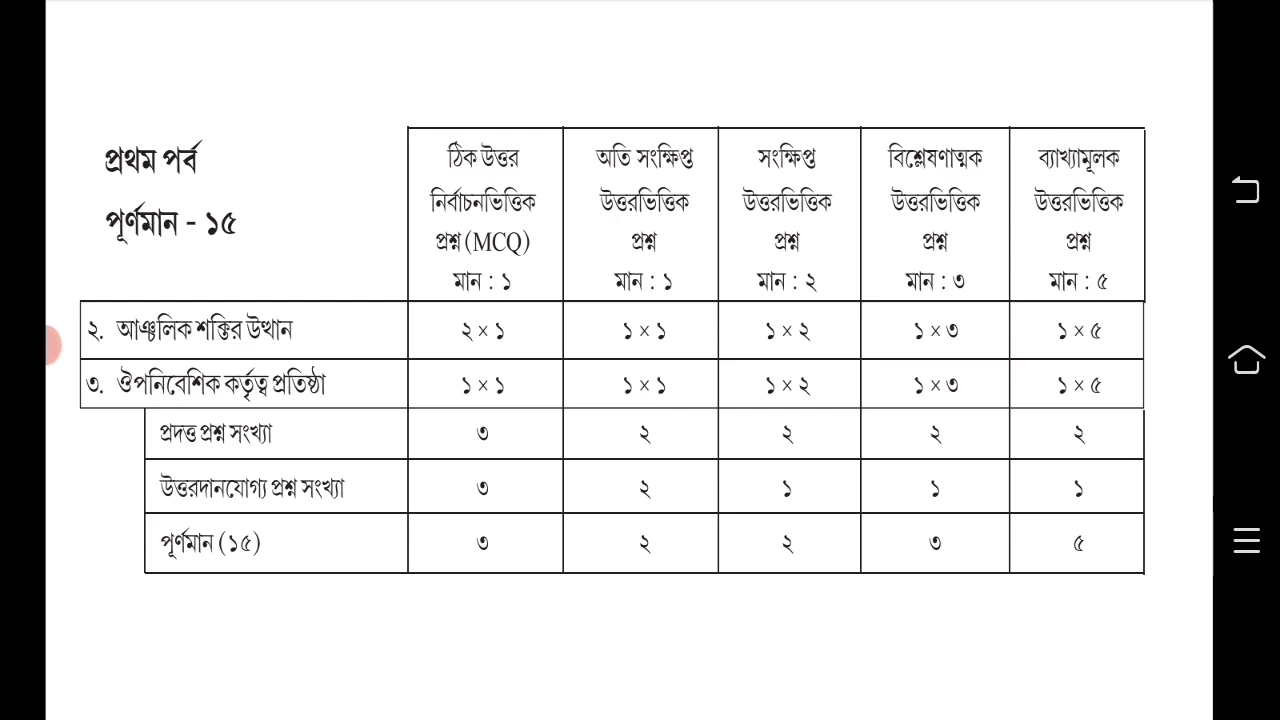 প্রথম পর্ব
পূর্ণমান - ১৫
ঠিক উত্তর নির্বাচনভিত্তিক প্রশ্ন (MCQ) মান : ১
অতি সংক্ষিপ্ত উত্তরভিত্তিক প্রশ্ন মান : ১
সংক্ষিপ্ত উত্তরভিত্তিক প্রশ্ন মান : ২
বিশ্লেষণাত্মক উত্তরভিত্তিক প্রশ্ন মান : ৩
ব্যাখ্যামূলক উত্তরভিত্তিক প্রশ্ন মান : ৫
২. আঞ্চলিক শক্তির উত্থান ২ × ১ ১ × ১ ১ × ২ ১ × ৩ ১ × ৫
৩. ঔপনিবেশিক কর্তৃত্ব প্রতিষ্ঠা ১ × ১ ১ × ১ ১ × ২ ১ × ৩ ১ × ৫
প্রদত্ত প্রশ্ন সংখ্যা ৩ ২ ২ ২ ২
উত্তরদানযোগ্য প্রশ্ন সংখ্যা ৩ ২ ১ ১ ১
পূর্ণমান (১৫) ৩ ২ ২ ৩ ৫